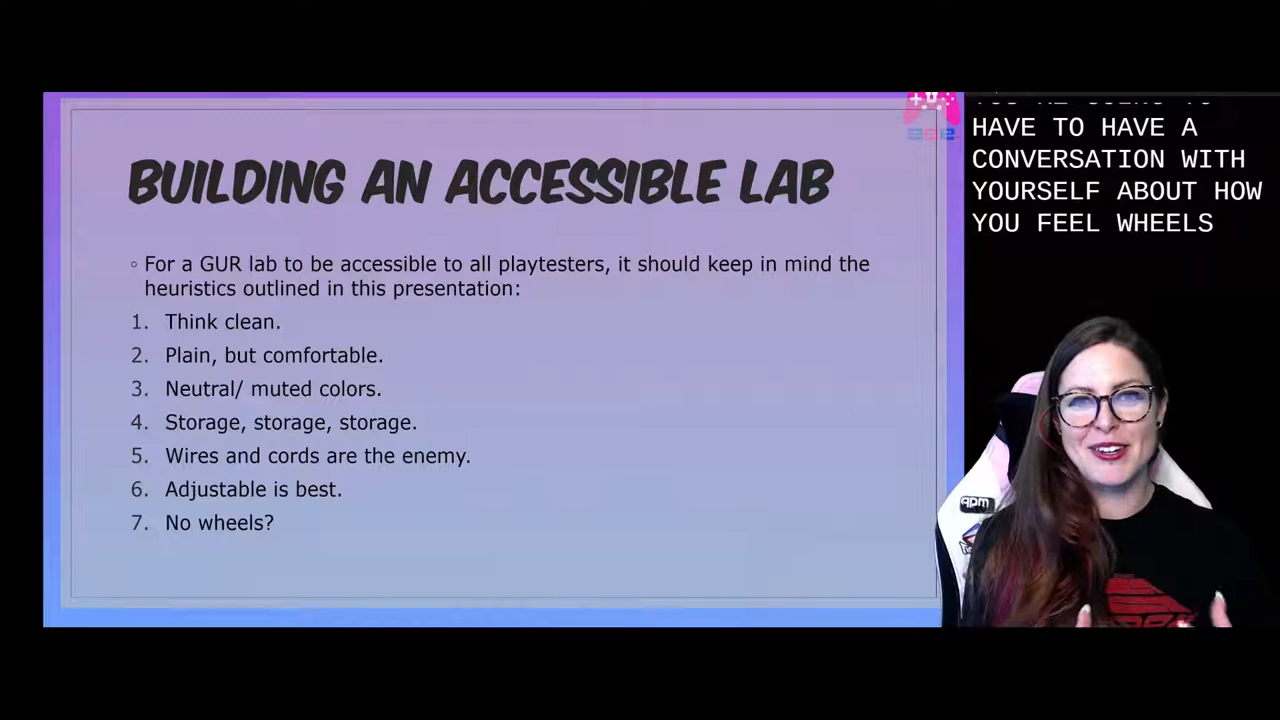 BUILDING AN ACCESSIBLE LAB
◦ For a GUR lab to be accessible to all playtesters, it should keep in mind the
heuristics outlined in this presentation:
1. Think clean.
2. Plain, but comfortable.
3. Neutral/ muted colors.
4. Storage, storage, storage.
5. Wires and cords are the enemy.
6. Adjustable is best.
7. No wheels?
HAVE TO HAVE A
CONVERSATION WITH
YOURSELF ABOUT HOW
YOU FEEL WHEELS